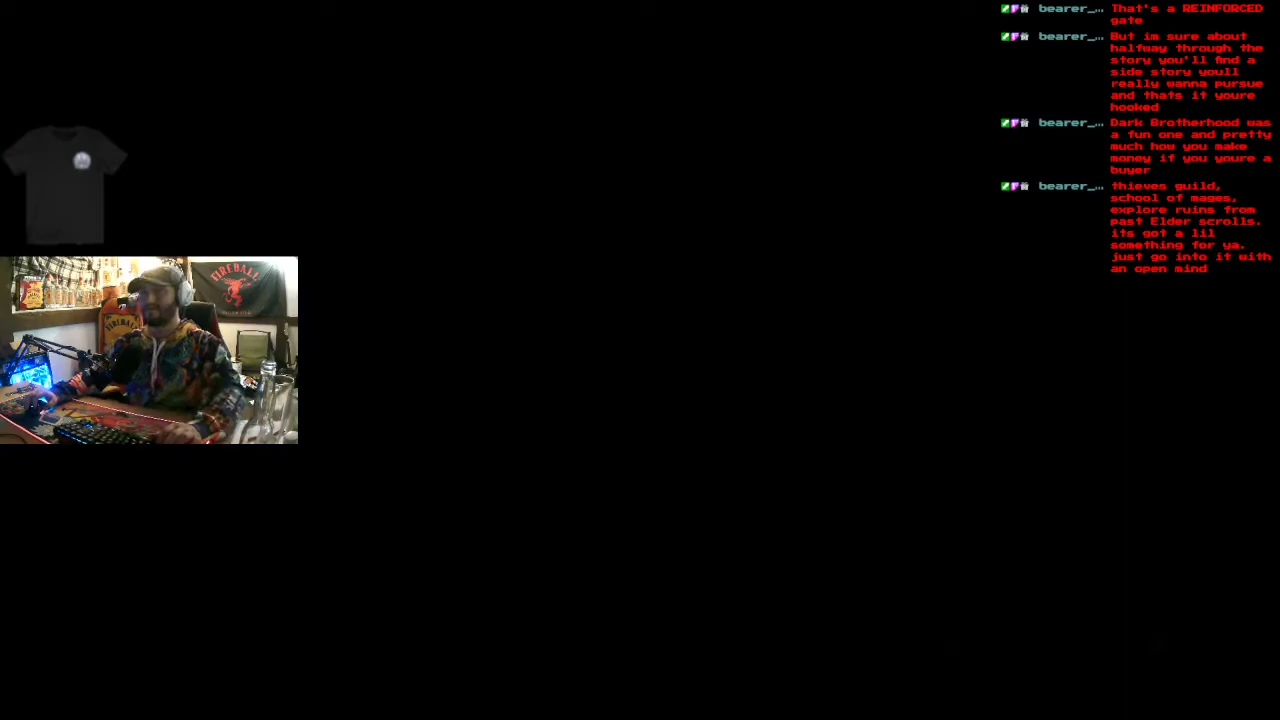 bearer_… That's a REINFORCED
gate
bearer_… But im sure about
halfway through the
story you'll find a
side story youll
really wanna pursue
and thats it youre
hooked
bearer_… Dark Brotherhood was
a fun one and pretty
much how you make
money if you youre a
buyer
bearer_… thieves guild,
school of mages,
explore ruins from
past Elder scrolls.
its got a lil
something for ya.
just go into it with
an open mind
FIREBALL
FIREBALL